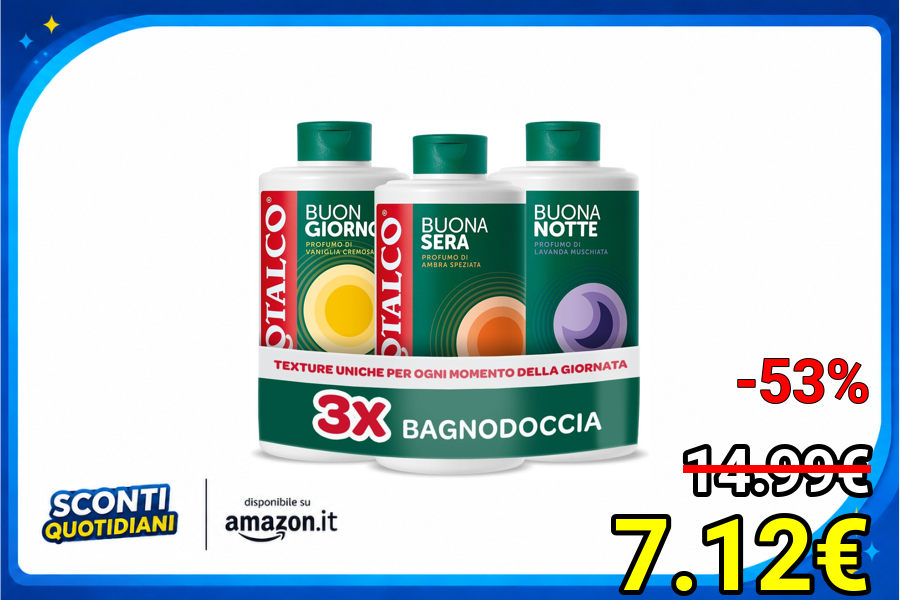 BUON
GIORNO
PROFUMO DI
VANIGLIA CREMOSA
BUONA
SERA
PROFUMO DI
AMBRA SPEZIATA
BUONA
NOTTE
PROFUMO DI
LAVANDA MUSCHIATA
TEXTURE UNICHE PER OGNI MOMENTO DELLA GIORNATA
3X BAGNODOCCIA
-53%
14.99€
7.12€
SCONTI
QUOTIDIANI
disponibile su
amazon.it